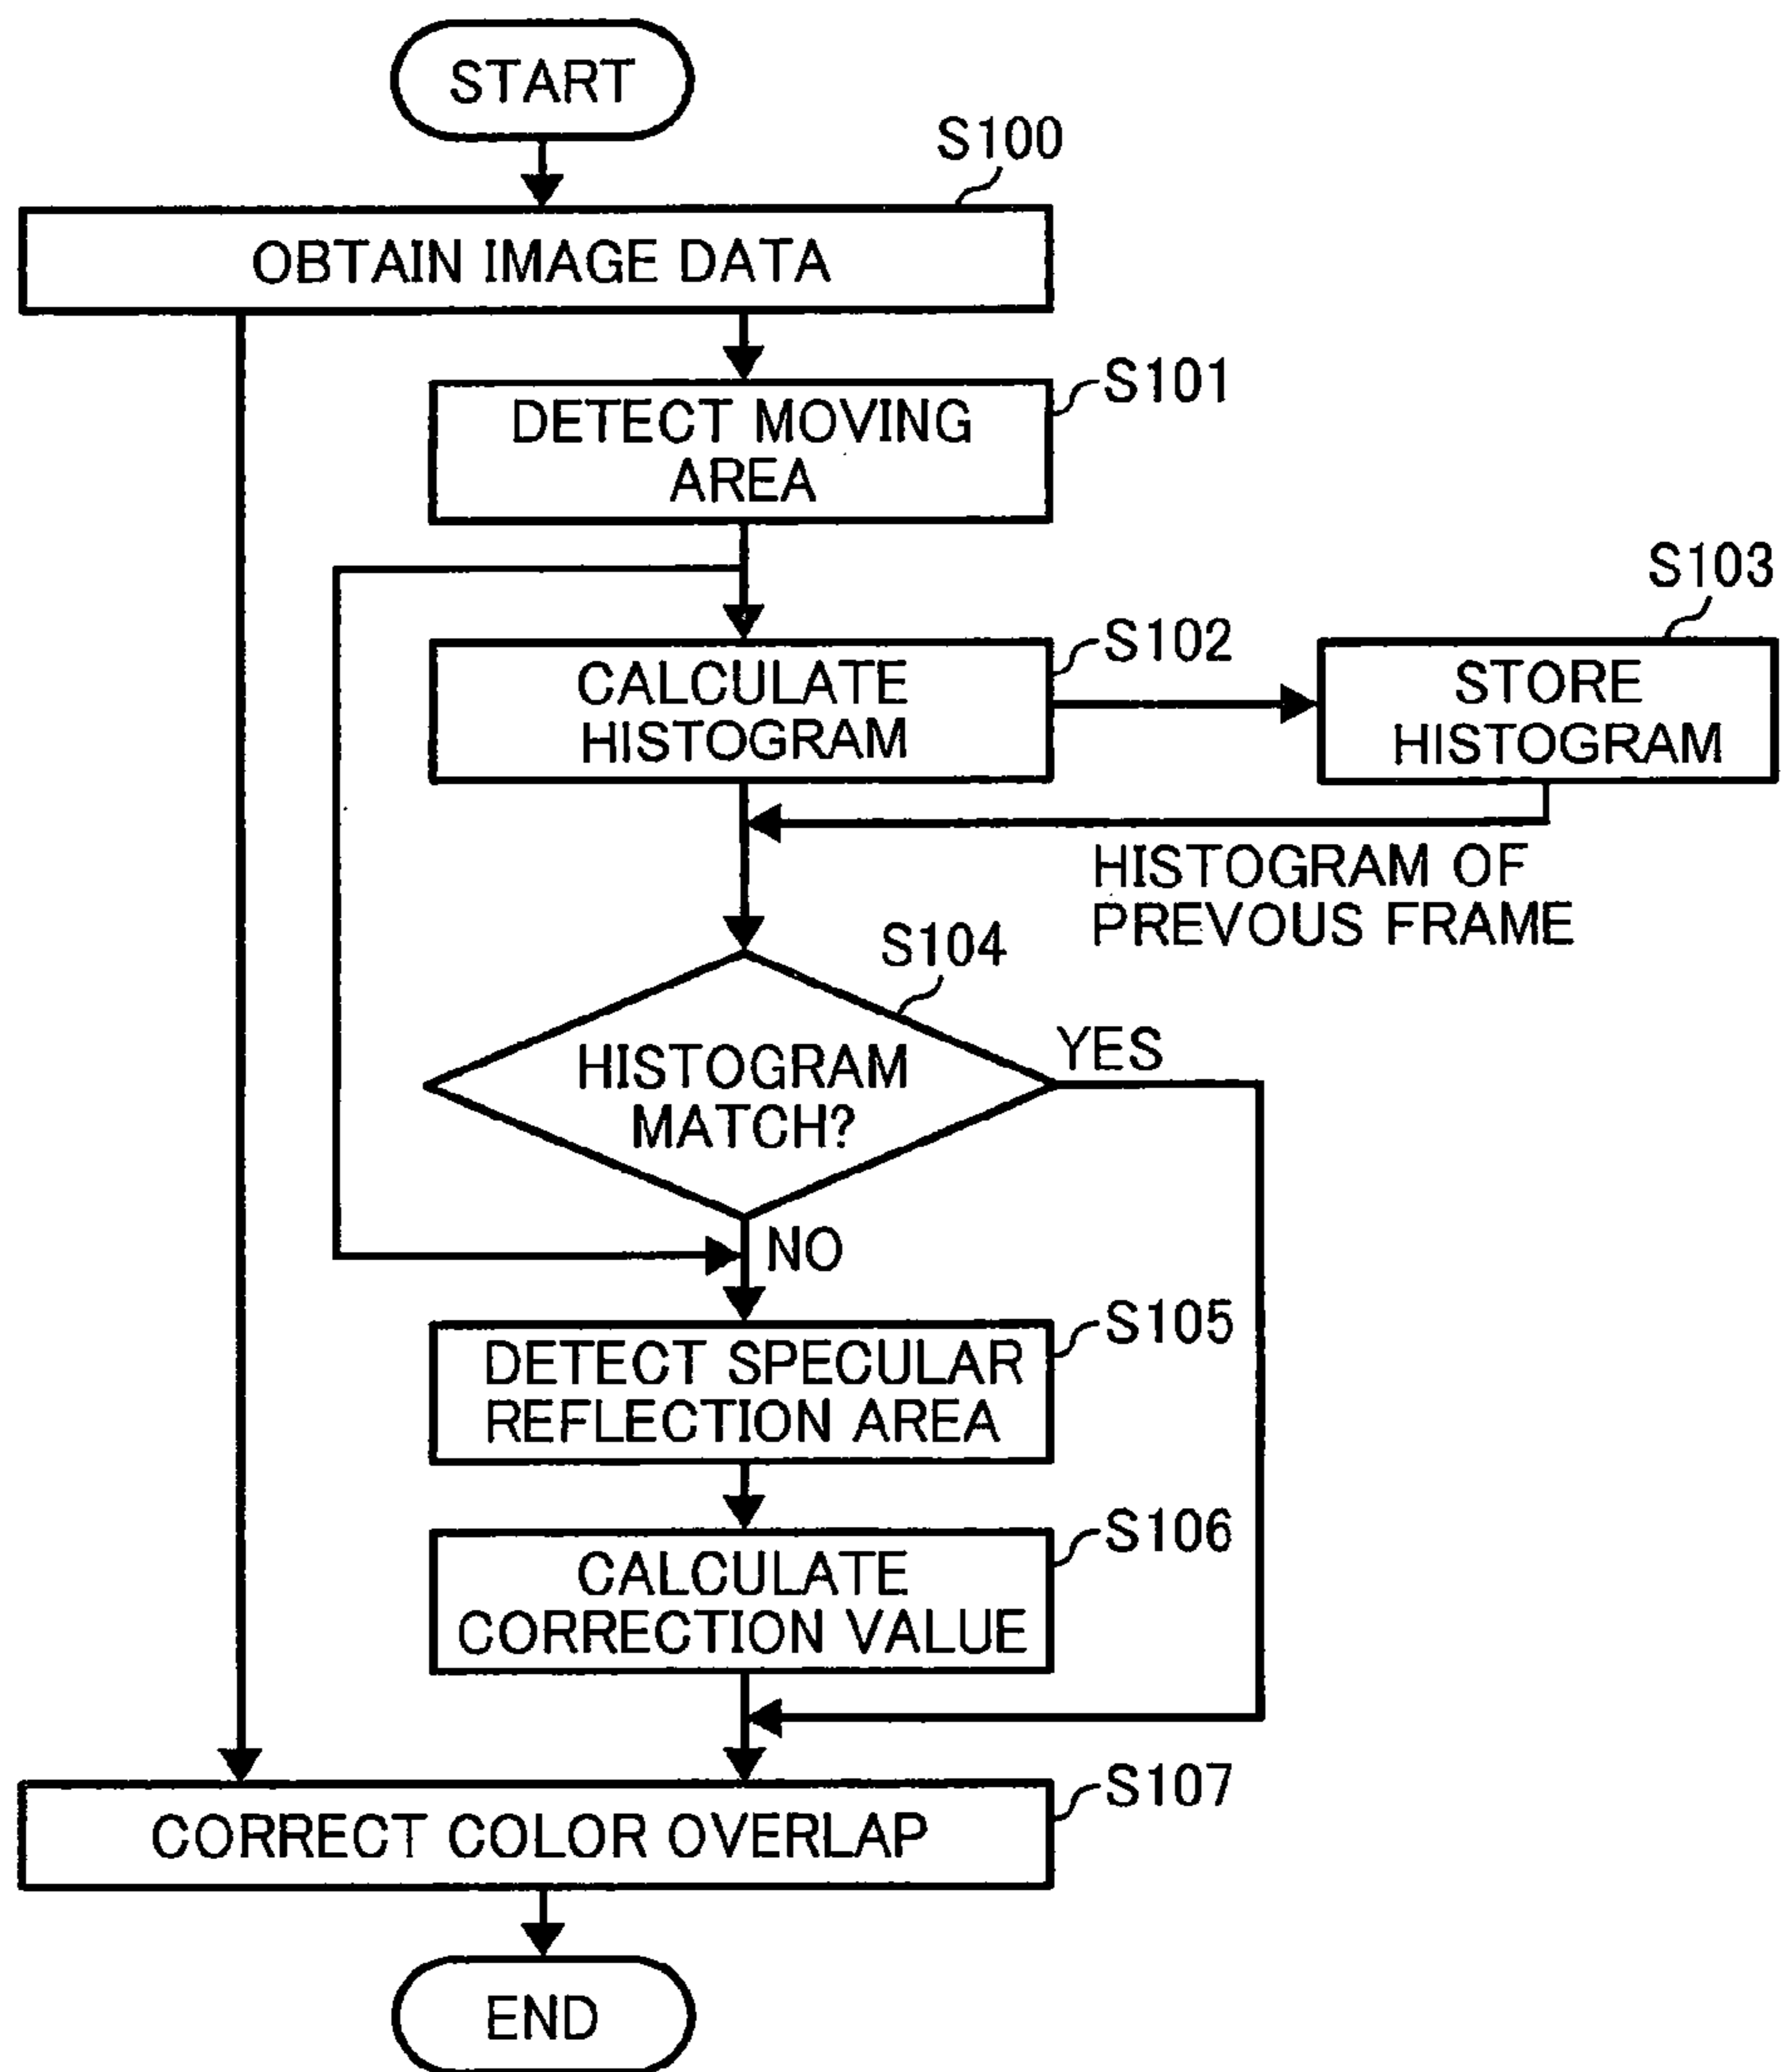 START
S100
OBTAIN IMAGE DATA
S101
DETECT MOVING
AREA
S102
CALCULATE
HISTOGRAM
S103
STORE
HISTOGRAM
HISTOGRAM OF
PREVOUS FRAME
S104
HISTOGRAM
MATCH?
YES
NO
S105
DETECT SPECULAR
REFLECTION AREA
S106
CALCULATE
CORRECTION VALUE
S107
CORRECT COLOR OVERLAP
END